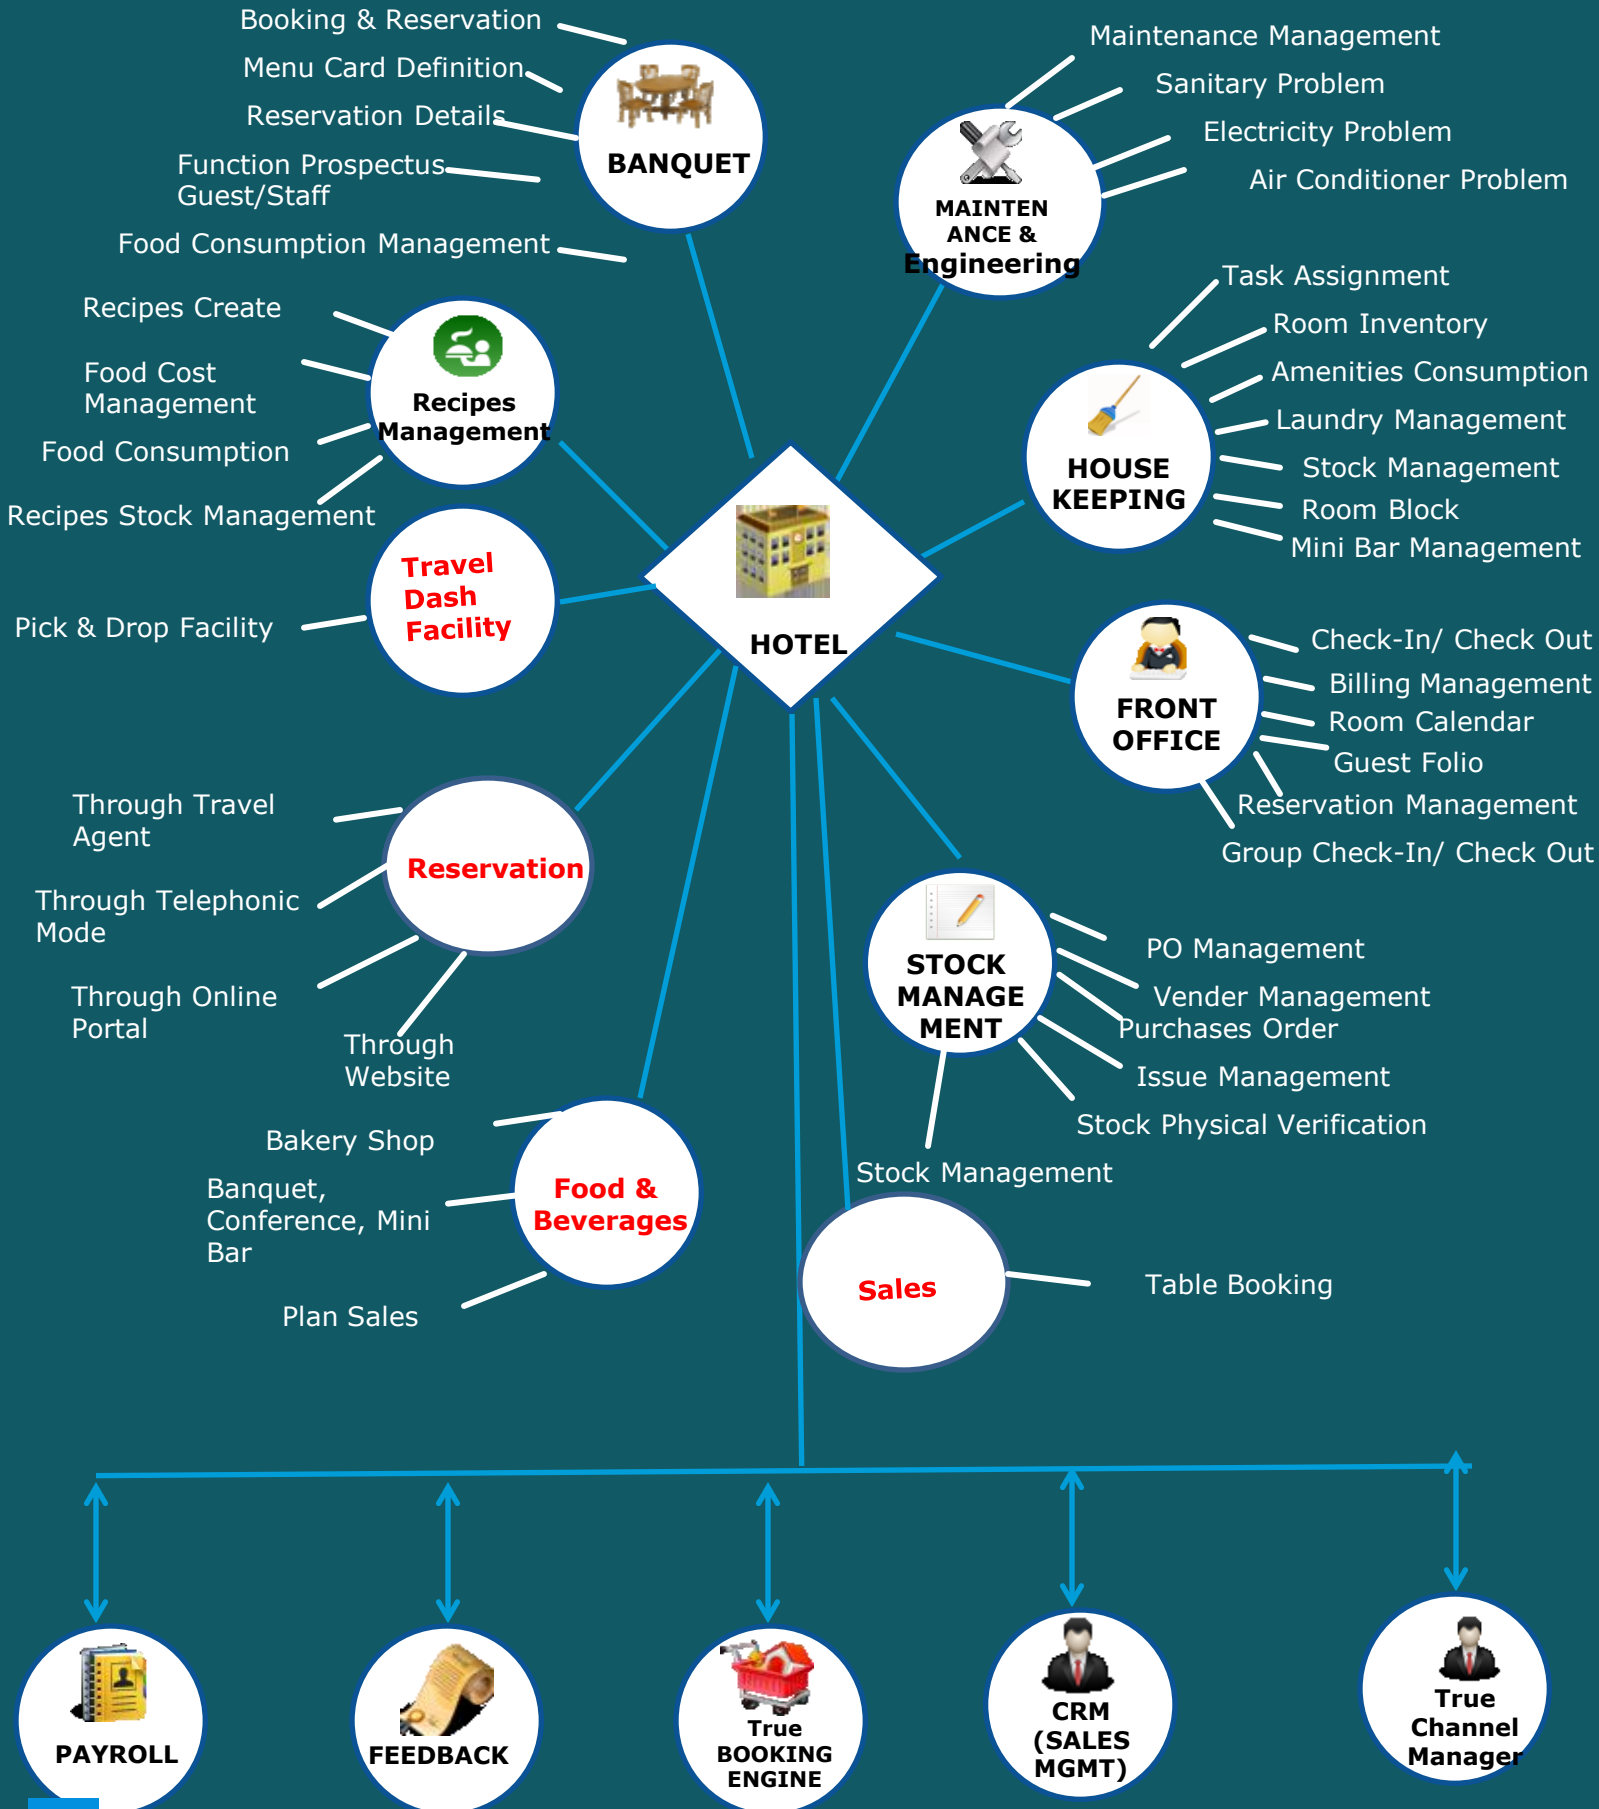 Booking & Reservation
Menu Card Definition
Reservation Details
Function Prospectus
Guest/Staff
Food Consumption Management
BANQUET
Maintenance Management
Sanitary Problem
Electricity Problem
Air Conditioner Problem
MAINTEN
ANCE &
Engineering
Recipes Create
Food Cost
Management
Food Consumption
Recipes Stock Management
Recipes
Management
Task Assignment
Room Inventory
Amenities Consumption
Laundry Management
Stock Management
Room Block
Mini Bar Management
HOUSE
KEEPING
Travel
Dash
Facility
Pick & Drop Facility
HOTEL
FRONT
OFFICE
Check-In/ Check Out
Billing Management
Room Calendar
Guest Folio
Reservation Management
Group Check-In/ Check Out
Through Travel
Agent
Through Telephonic
Mode
Through Online
Portal
Through
Website
Reservation
STOCK
MANAGE
MENT
PO Management
Vender Management
Purchases Order
Issue Management
Stock Physical Verification
Stock Management
Bakery Shop
Banquet,
Conference, Mini
Bar
Plan Sales
Food &
Beverages
Sales
Table Booking
PAYROLL
FEEDBACK
True
BOOKING
ENGINE
CRM
(SALES
MGMT)
True
Channel
Manager